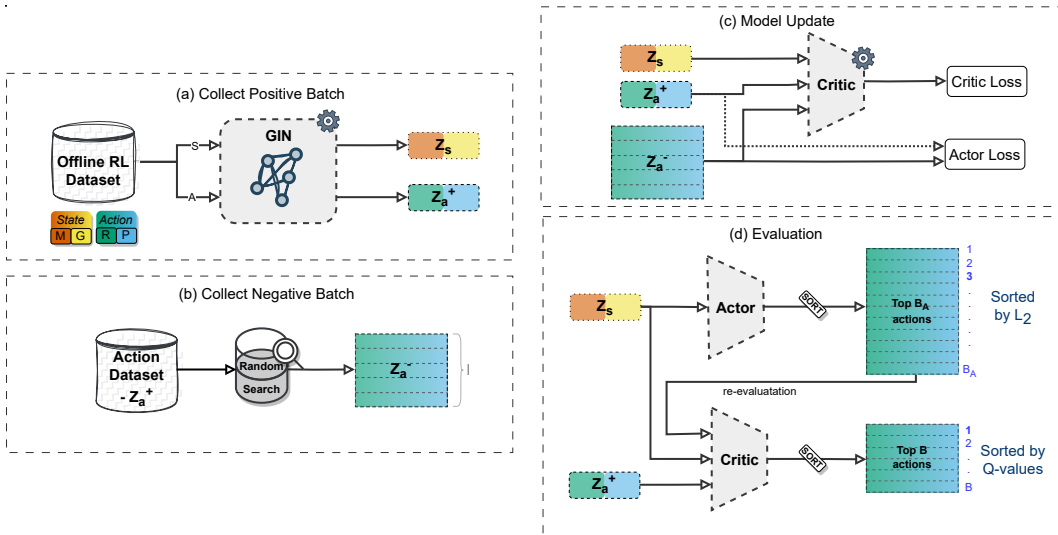 (a) Collect Positive Batch
Offline RL
Dataset
S
A
GIN
Zs
Za+
State
Action
M G R P
(b) Collect Negative Batch
Action
Dataset
- Za+
Random
Search
Za-
(c) Model Update
Zs
Za+
Za-
Critic
Critic Loss
Actor Loss
(d) Evaluation
Zs
Actor
SORT
Top BA
actions
1
2
3
.
.
.
.
.
BA
Sorted
by L2
re-evaluatation
Za+
Critic
SORT
Top B
actions
1
2
.
.
B
Sorted by
Q-values